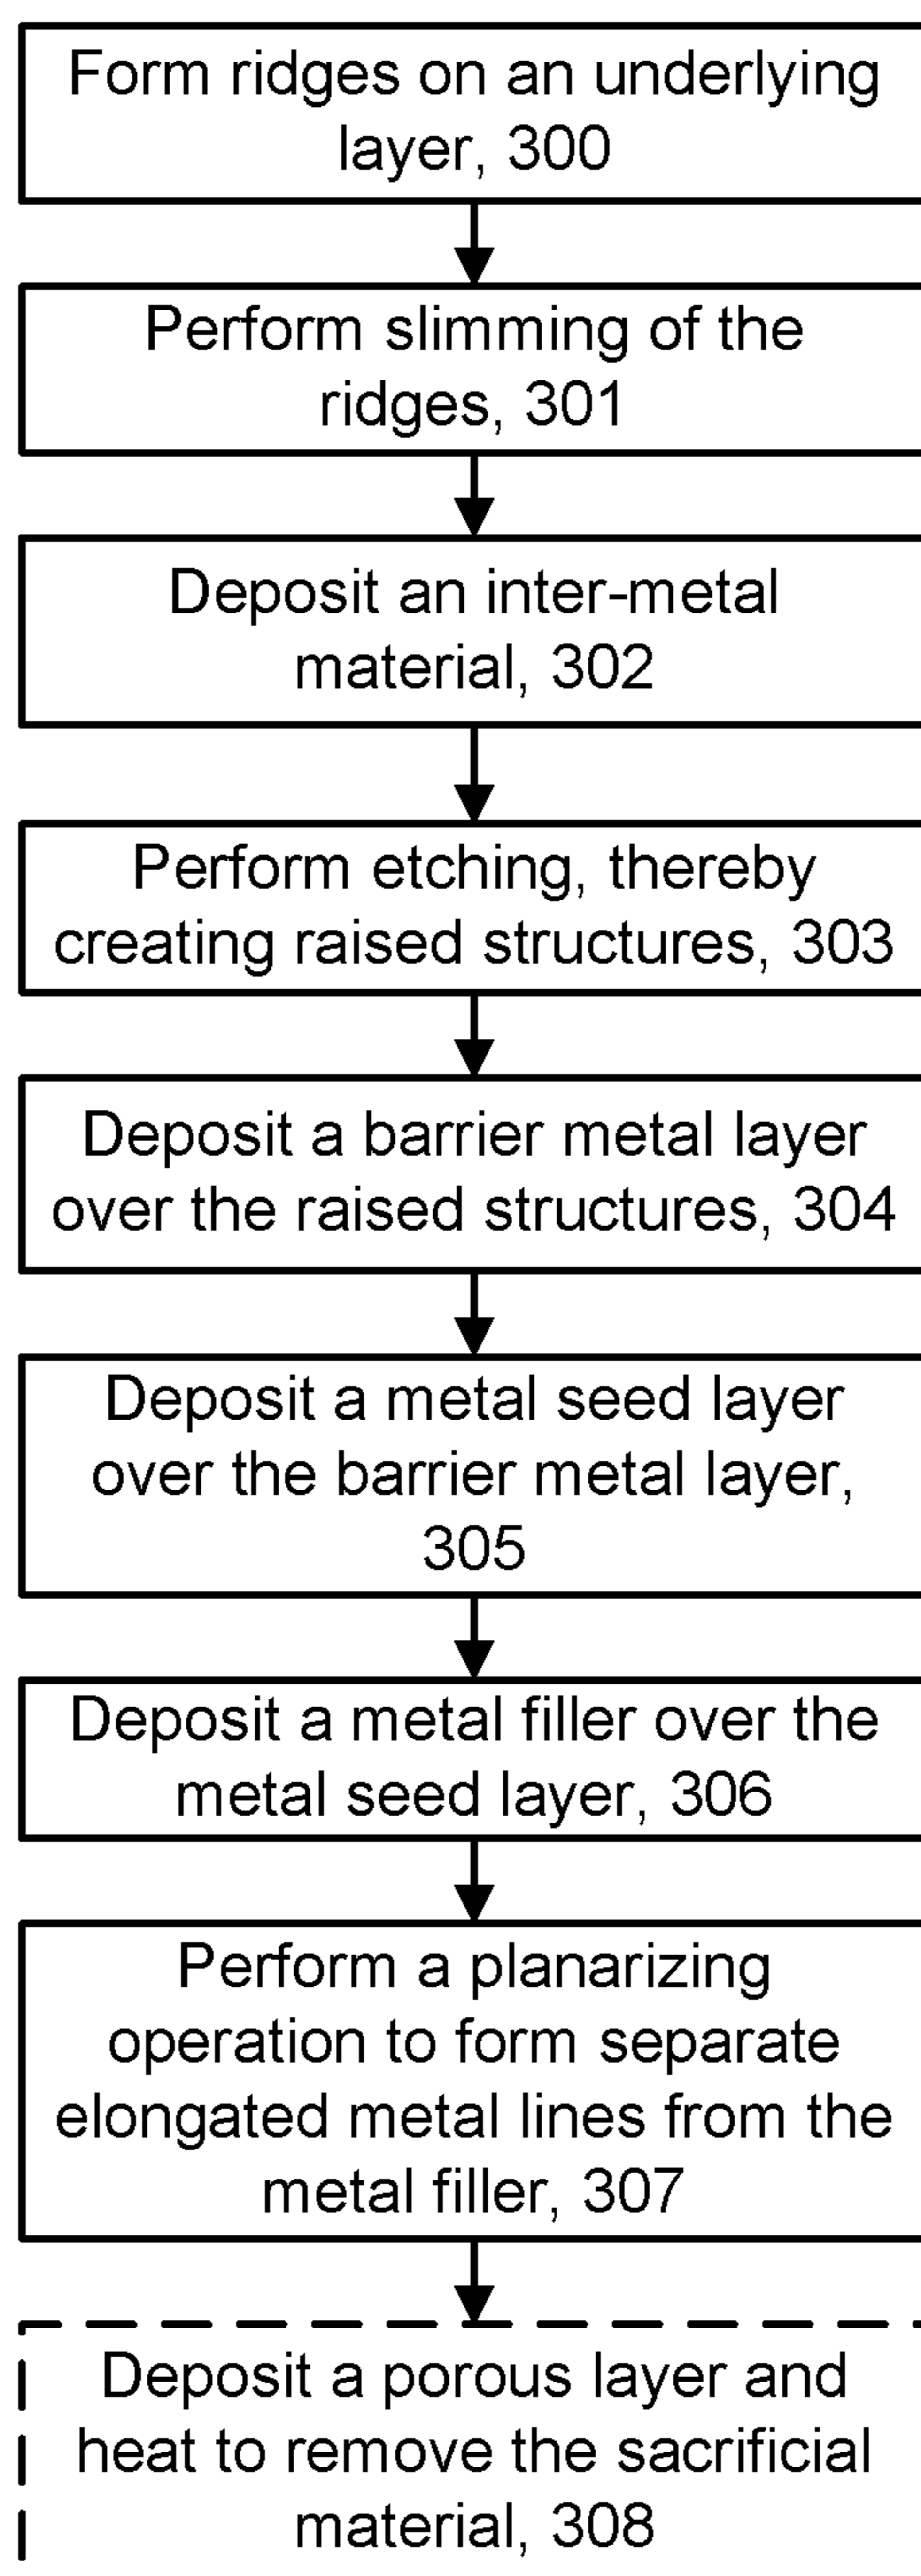 Form ridges on an underlying
layer, 300
Perform slimming of the
ridges, 301
Deposit an inter-metal
material, 302
Perform etching, thereby
creating raised structures, 303
Deposit a barrier metal layer
over the raised structures, 304
Deposit a metal seed layer
over the barrier metal layer,
305
Deposit a metal filler over the
metal seed layer, 306
Perform a planarizing
operation to form separate
elongated metal lines from the
metal filler, 307
Deposit a porous layer and
heat to remove the sacrificial
material, 308